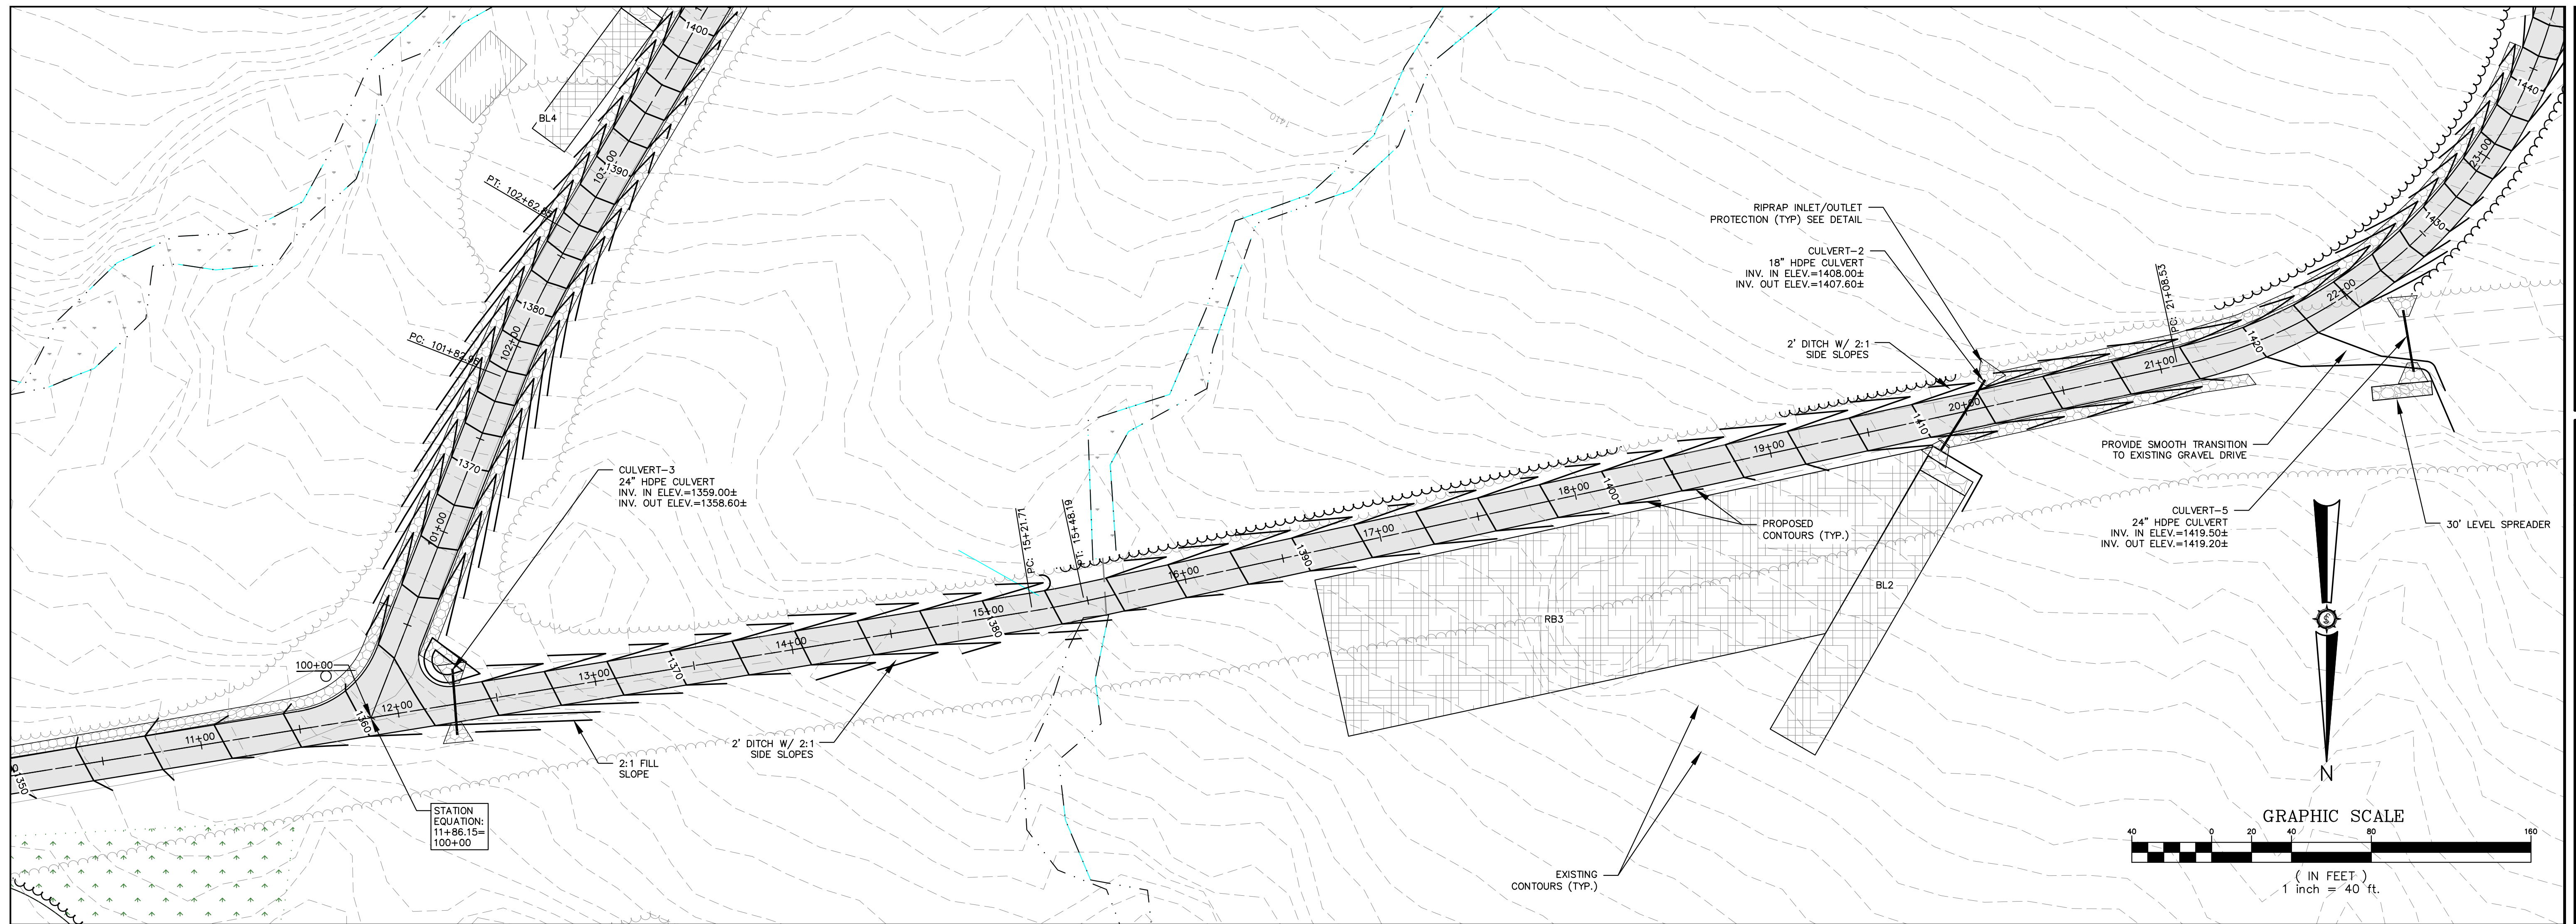 1400
BL4
103+00
1390
PT: 102+62.
1380
102+00
PC: 101+82.96
1370
101+00
CULVERT-3
24" HDPE CULVERT
INV. IN ELEV.=1359.00±
INV. OUT ELEV.=1358.60±
100+00
1360
12+00
11+00
1350
STATION
EQUATION:
11+86.15=
100+00
2:1 FILL
SLOPE
2' DITCH W/ 2:1
SIDE SLOPES
13+00
1370
14+00
15+00
1380
PC: 15+21.71
PT: 15+48.19
16+00
1390
17+00
18+00
1400
19+00
1410
20+00
1410
RIPRAP INLET/OUTLET
PROTECTION (TYP) SEE DETAIL
CULVERT-2
18" HDPE CULVERT
INV. IN ELEV.=1408.00±
INV. OUT ELEV.=1407.60±
2' DITCH W/ 2:1
SIDE SLOPES
PROPOSED
CONTOURS (TYP.)
RB3
BL2
EXISTING
CONTOURS (TYP.)
PC: 21+08.53
21+00
1420
22+00
1430
23+00
1440
PROVIDE SMOOTH TRANSITION
TO EXISTING GRAVEL DRIVE
CULVERT-5
24" HDPE CULVERT
INV. IN ELEV.=1419.50±
INV. OUT ELEV.=1419.20±
30' LEVEL SPREADER
N
GRAPHIC SCALE
40 0 20 40 80 160
( IN FEET )
1 inch = 40 ft.